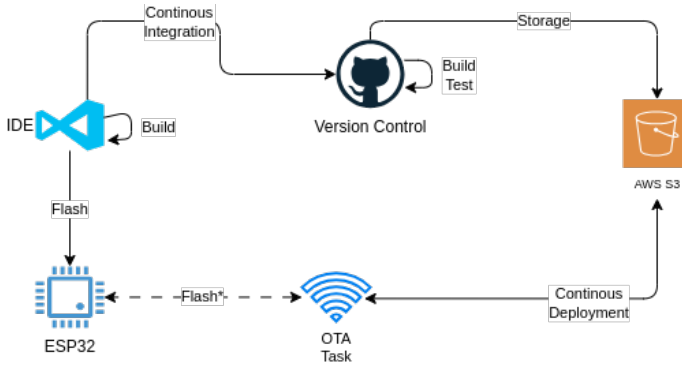 Continous
Integration
Storage
Build
Test
IDE
Build
Version Control
AWS S3
Flash
Flash*
Continous
Deployment
ESP32
OTA
Task